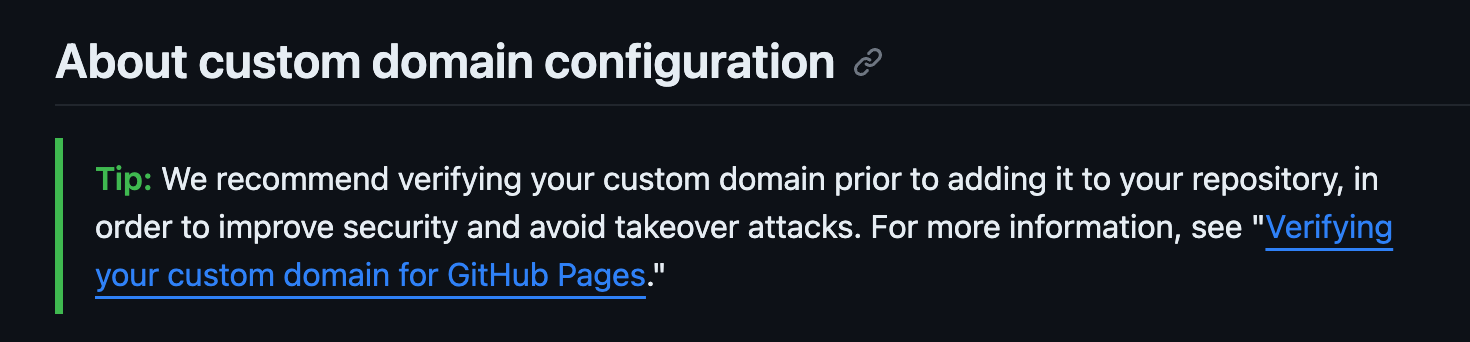 About custom domain configuration
Tip: We recommend verifying your custom domain prior to adding it to your repository, in
order to improve security and avoid takeover attacks. For more information, see "Verifying
your custom domain for GitHub Pages."